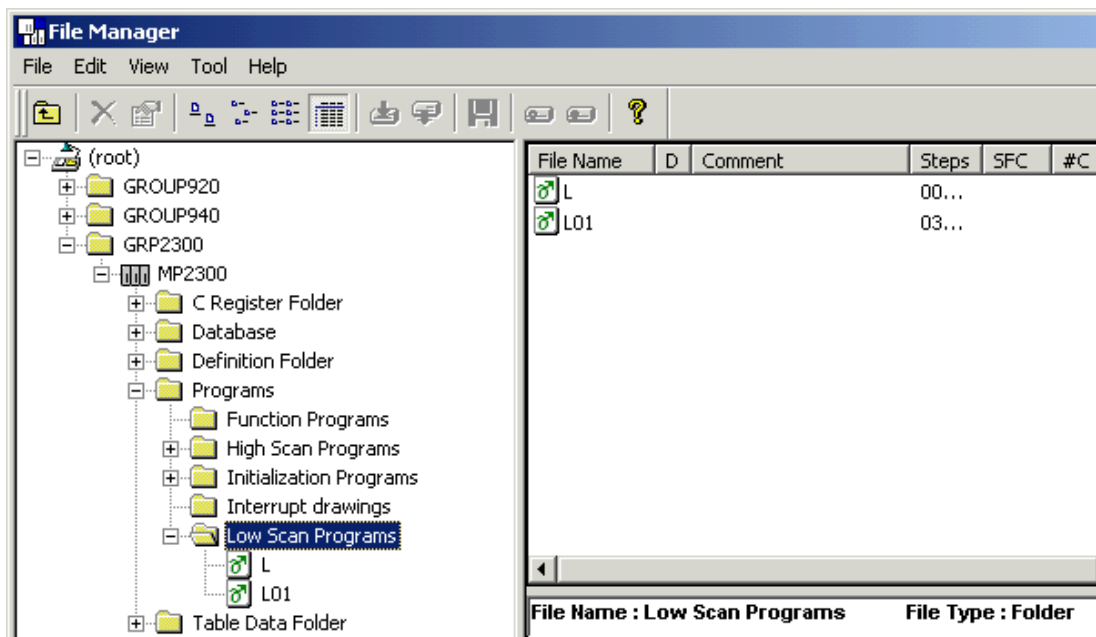 File Manager
File Edit View Tool Help
(root)
GROUP920
GROUP940
GRP2300
MP2300
C Register Folder
Database
Definition Folder
Programs
Function Programs
High Scan Programs
Initialization Programs
Interrupt drawings
Low Scan Programs
L
L01
Table Data Folder
File Name D Comment Steps SFC #C
L 00...
L01 03...
File Name : Low Scan Programs File Type : Folder